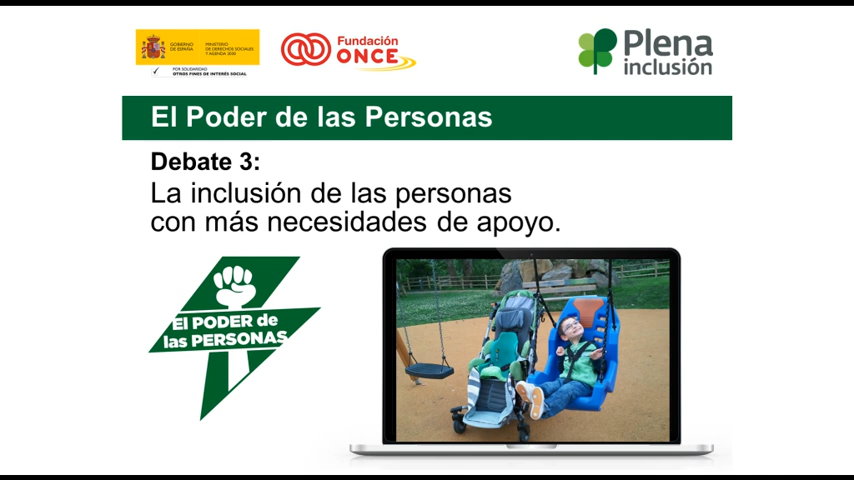 GOBIERNO
DE ESPAÑA
MINISTERIO
DE DERECHOS SOCIALES
Y AGENDA 2030
POR SOLIDARIDAD
OTROS FINES DE INTERÉS SOCIAL
Fundación
ONCE
Plena
inclusión
El Poder de las Personas
Debate 3:
La inclusión de las personas
con más necesidades de apoyo.
El PODER de
las PERSONAS